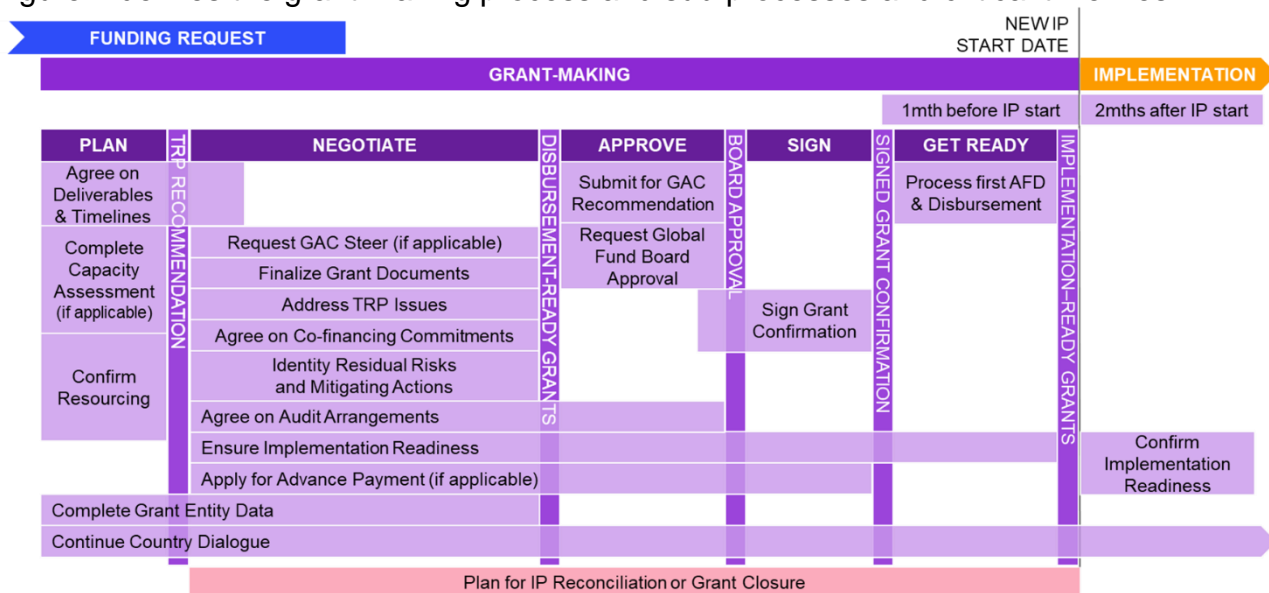 FUNDING REQUEST
NEW IP
START DATE
GRANT-MAKING
IMPLEMENTATION
1mth before IP start
2mths after IP start
PLAN
TRP RECOMMENDATION
NEGOTIATE
DISBURSEMENT-READY GRANTS
APPROVE
BOARD APPROVAL
SIGN
SIGNED GRANT CONFIRMATION
GET READY
IMPLEMENTATION–READY GRANTS
Agree on
Deliverables
& Timelines
Submit for GAC
Recommendation
Process first AFD
& Disbursement
Complete
Capacity
Assessment
(if applicable)
Request GAC Steer (if applicable)
Request Global
Fund Board
Approval
Finalize Grant Documents
Address TRP Issues
Sign Grant
Confirmation
Agree on Co-financing Commitments
Confirm
Resourcing
Identity Residual Risks
and Mitigating Actions
Agree on Audit Arrangements
Ensure Implementation Readiness
Confirm
Implementation
Readiness
Apply for Advance Payment (if applicable)
Complete Grant Entity Data
Continue Country Dialogue
Plan for IP Reconciliation or Grant Closure